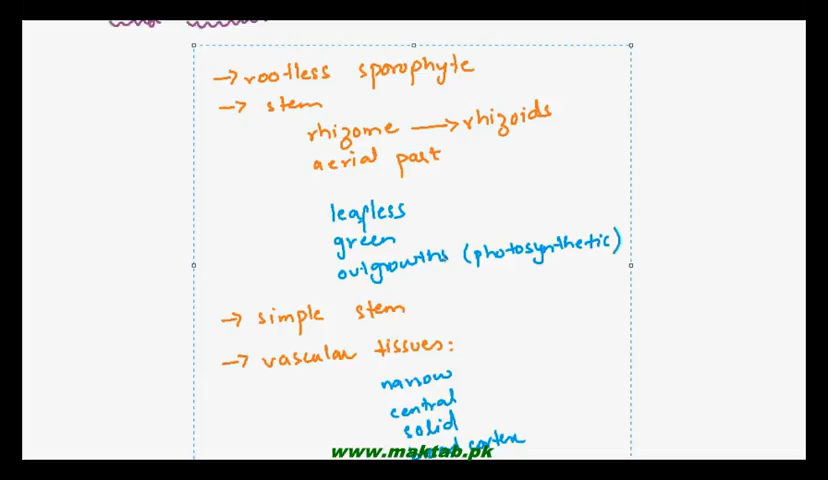 → rootless sporophyte
→ stem
rhizome → rhizoids
aerial part
leafless
green
outgrowths (photosynthetic)
→ simple stem
→ vascular tissues:
narrow
central
solid
cortex
www.maktab.pk